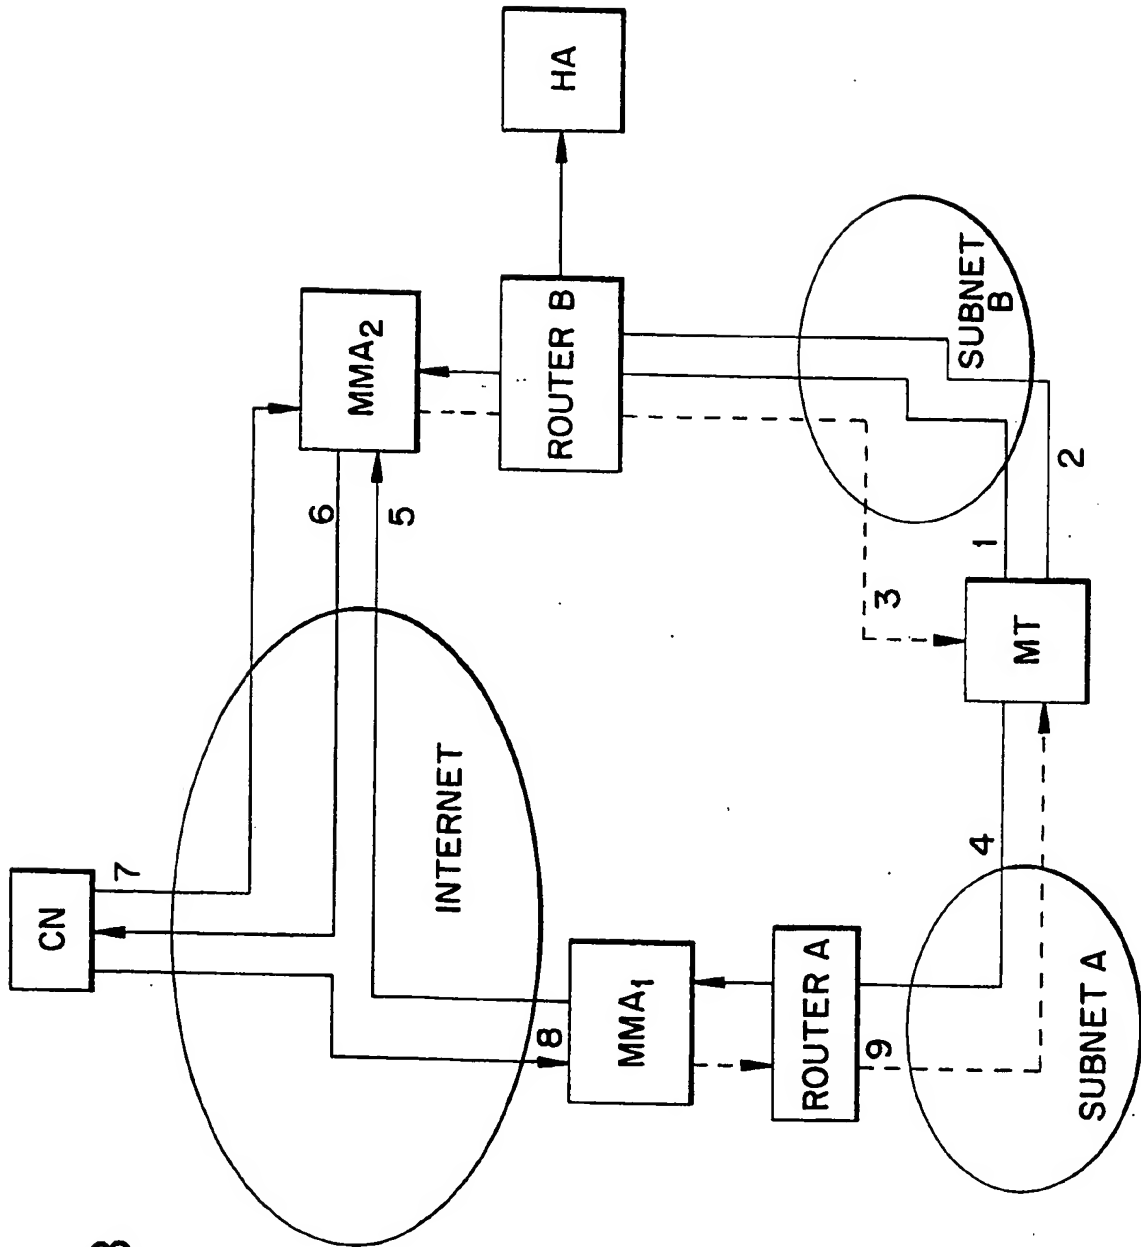 CN
7
6
5
INTERNET
8
MMA1
MMA2
ROUTER A
9
SUBNET A
4
MT
3
1
2
SUBNET
B
ROUTER B
HA